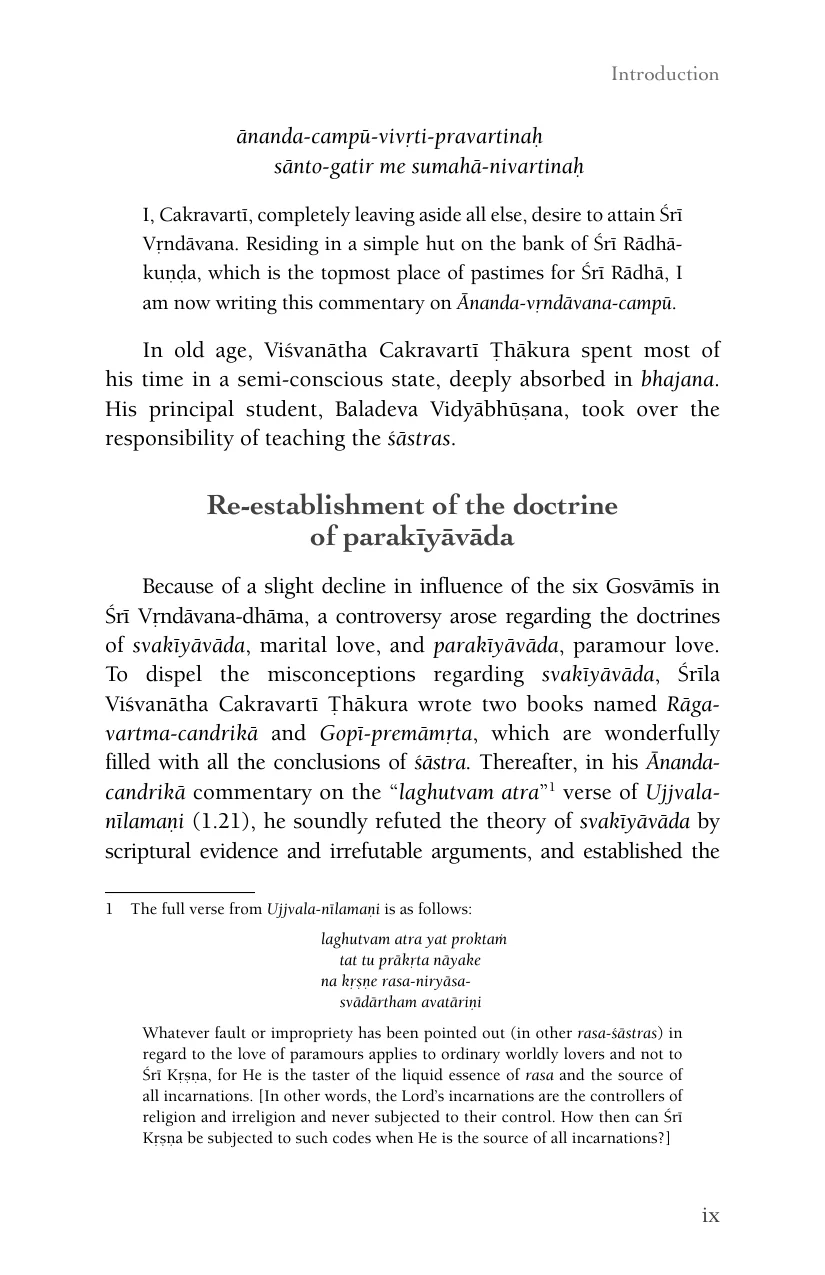 Introduction
ānanda-campū-vivṛti-pravartinaḥ
sānto-gatir me sumahā-nivartinaḥ
I, Cakravartī, completely leaving aside all else, desire to attain Śrī
Vṛndāvana. Residing in a simple hut on the bank of Śrī Rādhā-
kuṇḍa, which is the topmost place of pastimes for Śrī Rādhā, I
am now writing this commentary on Ānanda-vṛndāvana-campū.
In old age, Viśvanātha Cakravartī Ṭhākura spent most of
his time in a semi-conscious state, deeply absorbed in bhajana.
His principal student, Baladeva Vidyābhūṣana, took over the
responsibility of teaching the śāstras.
Re-establishment of the doctrine
of parakīyāvāda
Because of a slight decline in influence of the six Gosvāmīs in
Śrī Vṛndāvana-dhāma, a controversy arose regarding the doctrines
of svakīyāvāda, marital love, and parakīyāvāda, paramour love.
To dispel the misconceptions regarding svakīyāvāda, Śrīla
Viśvanātha Cakravartī Ṭhākura wrote two books named Rāga-
vartma-candrikā and Gopī-premāmṛta, which are wonderfully
filled with all the conclusions of śāstra. Thereafter, in his Ānanda-
candrikā commentary on the “laghutvam atra”¹ verse of Ujjvala-
nīlamaṇi (1.21), he soundly refuted the theory of svakīyāvāda by
scriptural evidence and irrefutable arguments, and established the
1 The full verse from Ujjvala-nīlamaṇi is as follows:
laghutvam atra yat proktaṁ
tat tu prākṛta nāyake
na kṛṣṇe rasa-niryāsa-
svādārtham avatāriṇi
Whatever fault or impropriety has been pointed out (in other rasa-śāstras) in
regard to the love of paramours applies to ordinary worldly lovers and not to
Śrī Kṛṣṇa, for He is the taster of the liquid essence of rasa and the source of
all incarnations. [In other words, the Lord’s incarnations are the controllers of
religion and irreligion and never subjected to their control. How then can Śrī
Kṛṣṇa be subjected to such codes when He is the source of all incarnations?]
ix